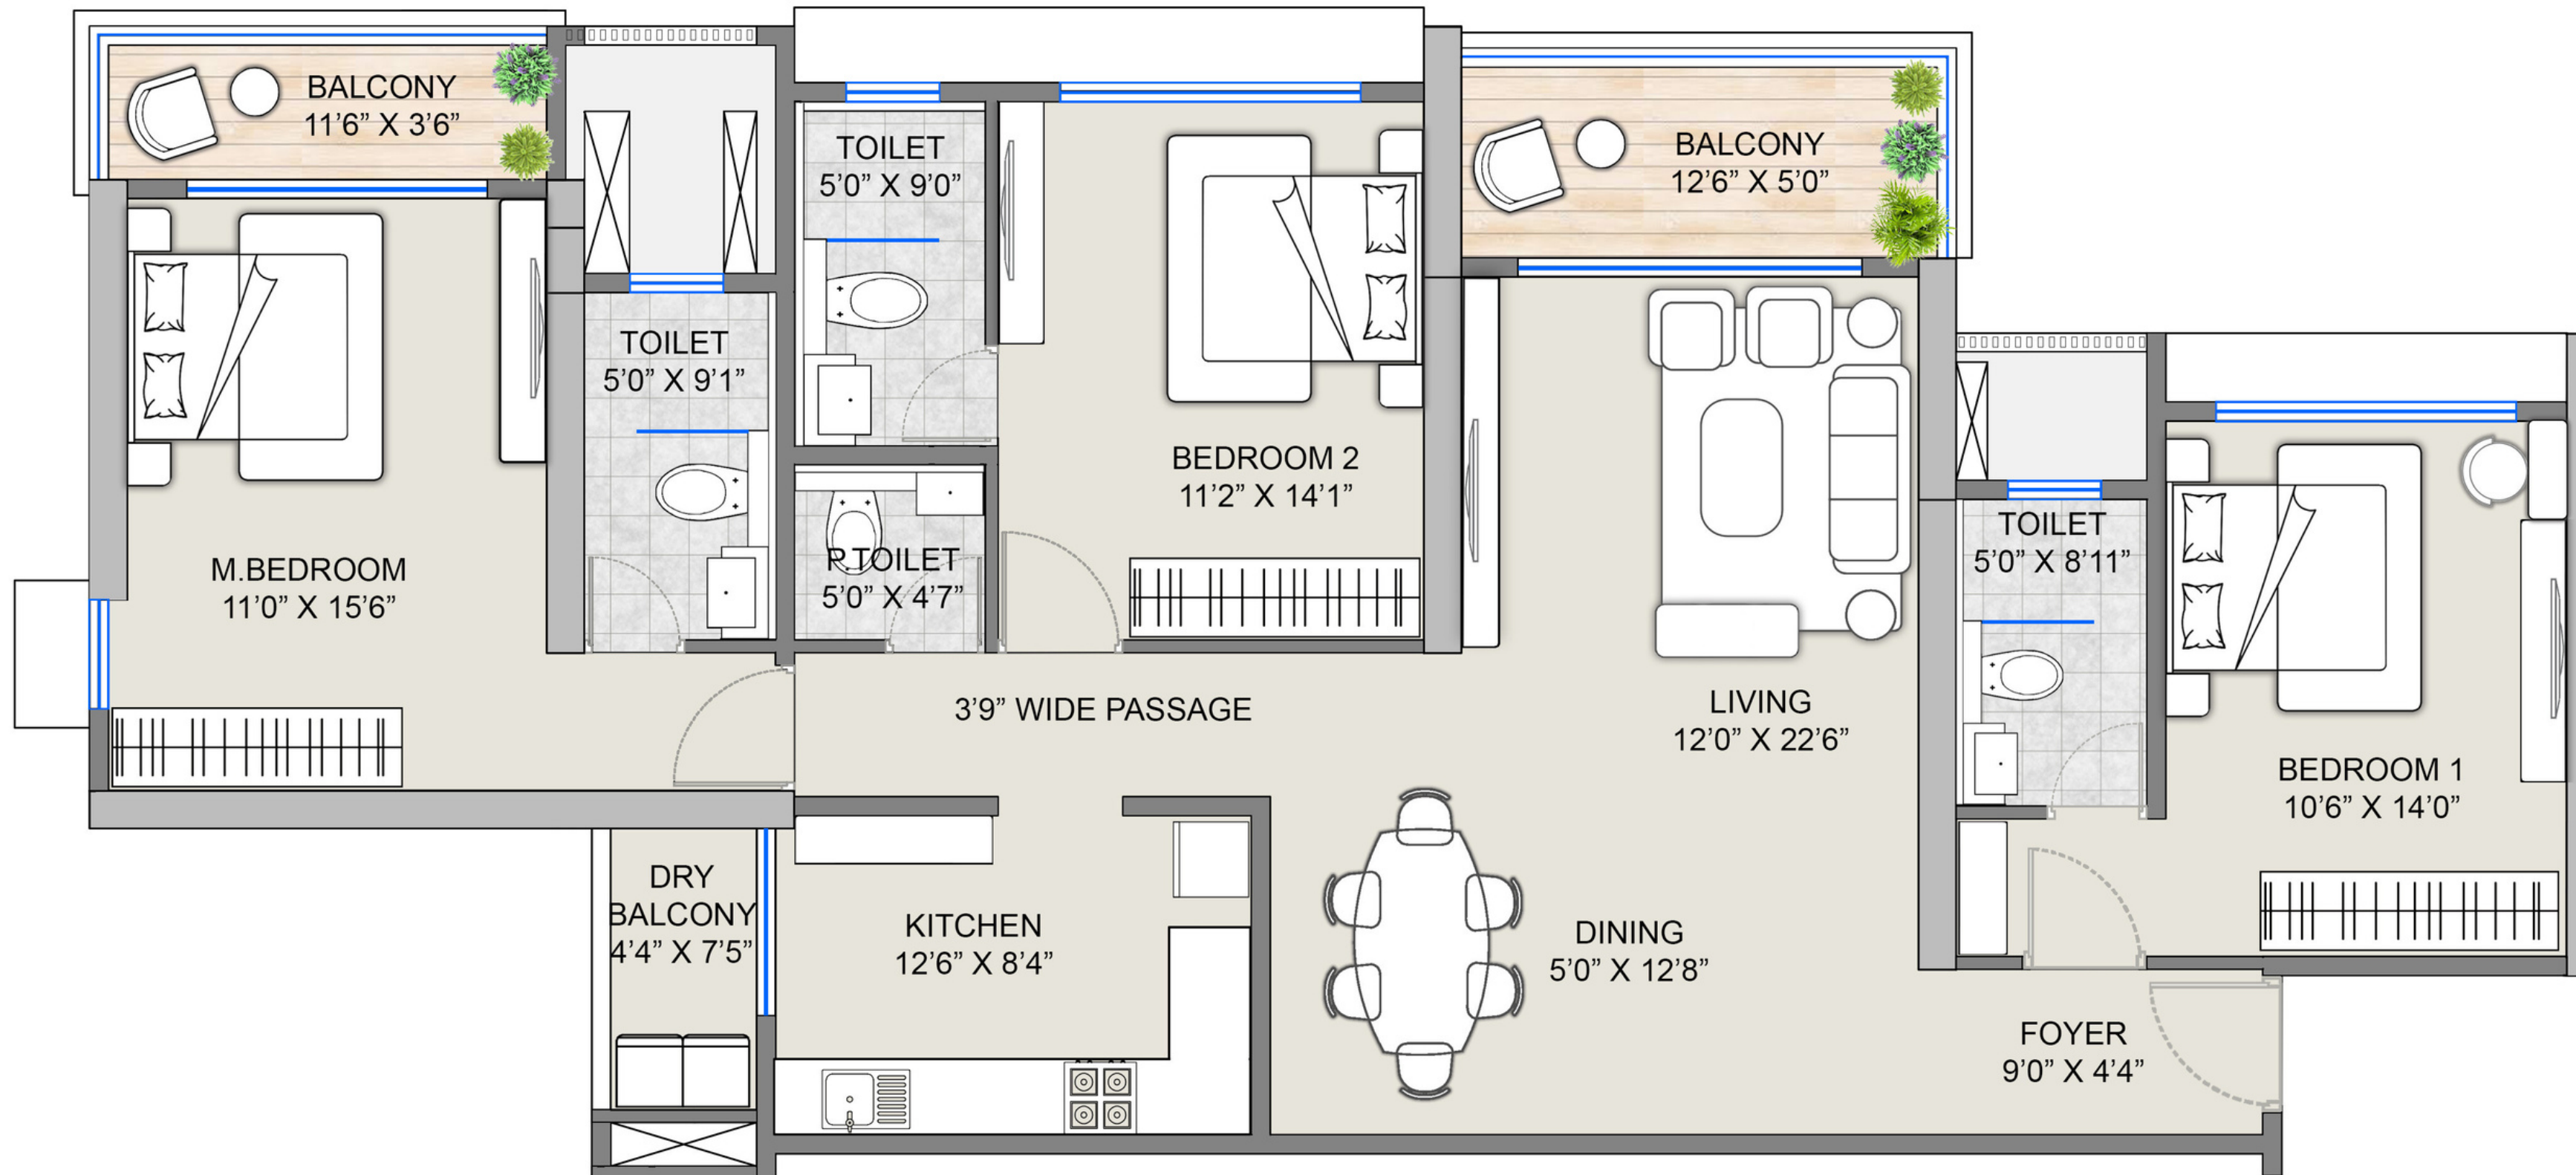 BALCONY
11’6” X 3’6”
TOILET
5’0” X 9’0”
BALCONY
12’6” X 5’0”
TOILET
5’0” X 9’1”
BEDROOM 2
11’2” X 14’1”
TOILET
5’0” X 8’11”
M.BEDROOM
11’0” X 15’6”
P.TOILET
5’0” X 4’7”
3’9” WIDE PASSAGE
LIVING
12’0” X 22’6”
BEDROOM 1
10’6” X 14’0”
DRY
BALCONY
4’4” X 7’5”
KITCHEN
12’6” X 8’4”
DINING
5’0” X 12’8”
FOYER
9’0” X 4’4”